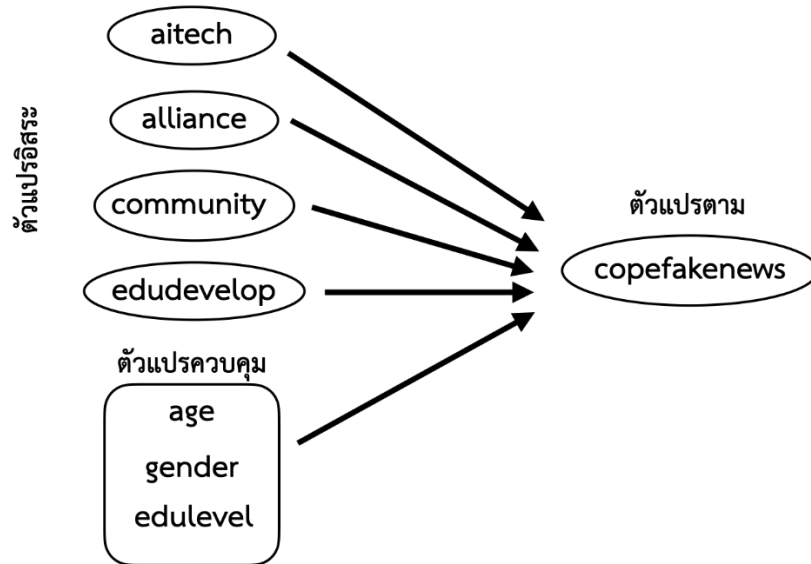 ตัวแปรอิสระ
aitech
alliance
community
edudevelop
ตัวแปรควบคุม
age
gender
edulevel
ตัวแปรตาม
copefakenews